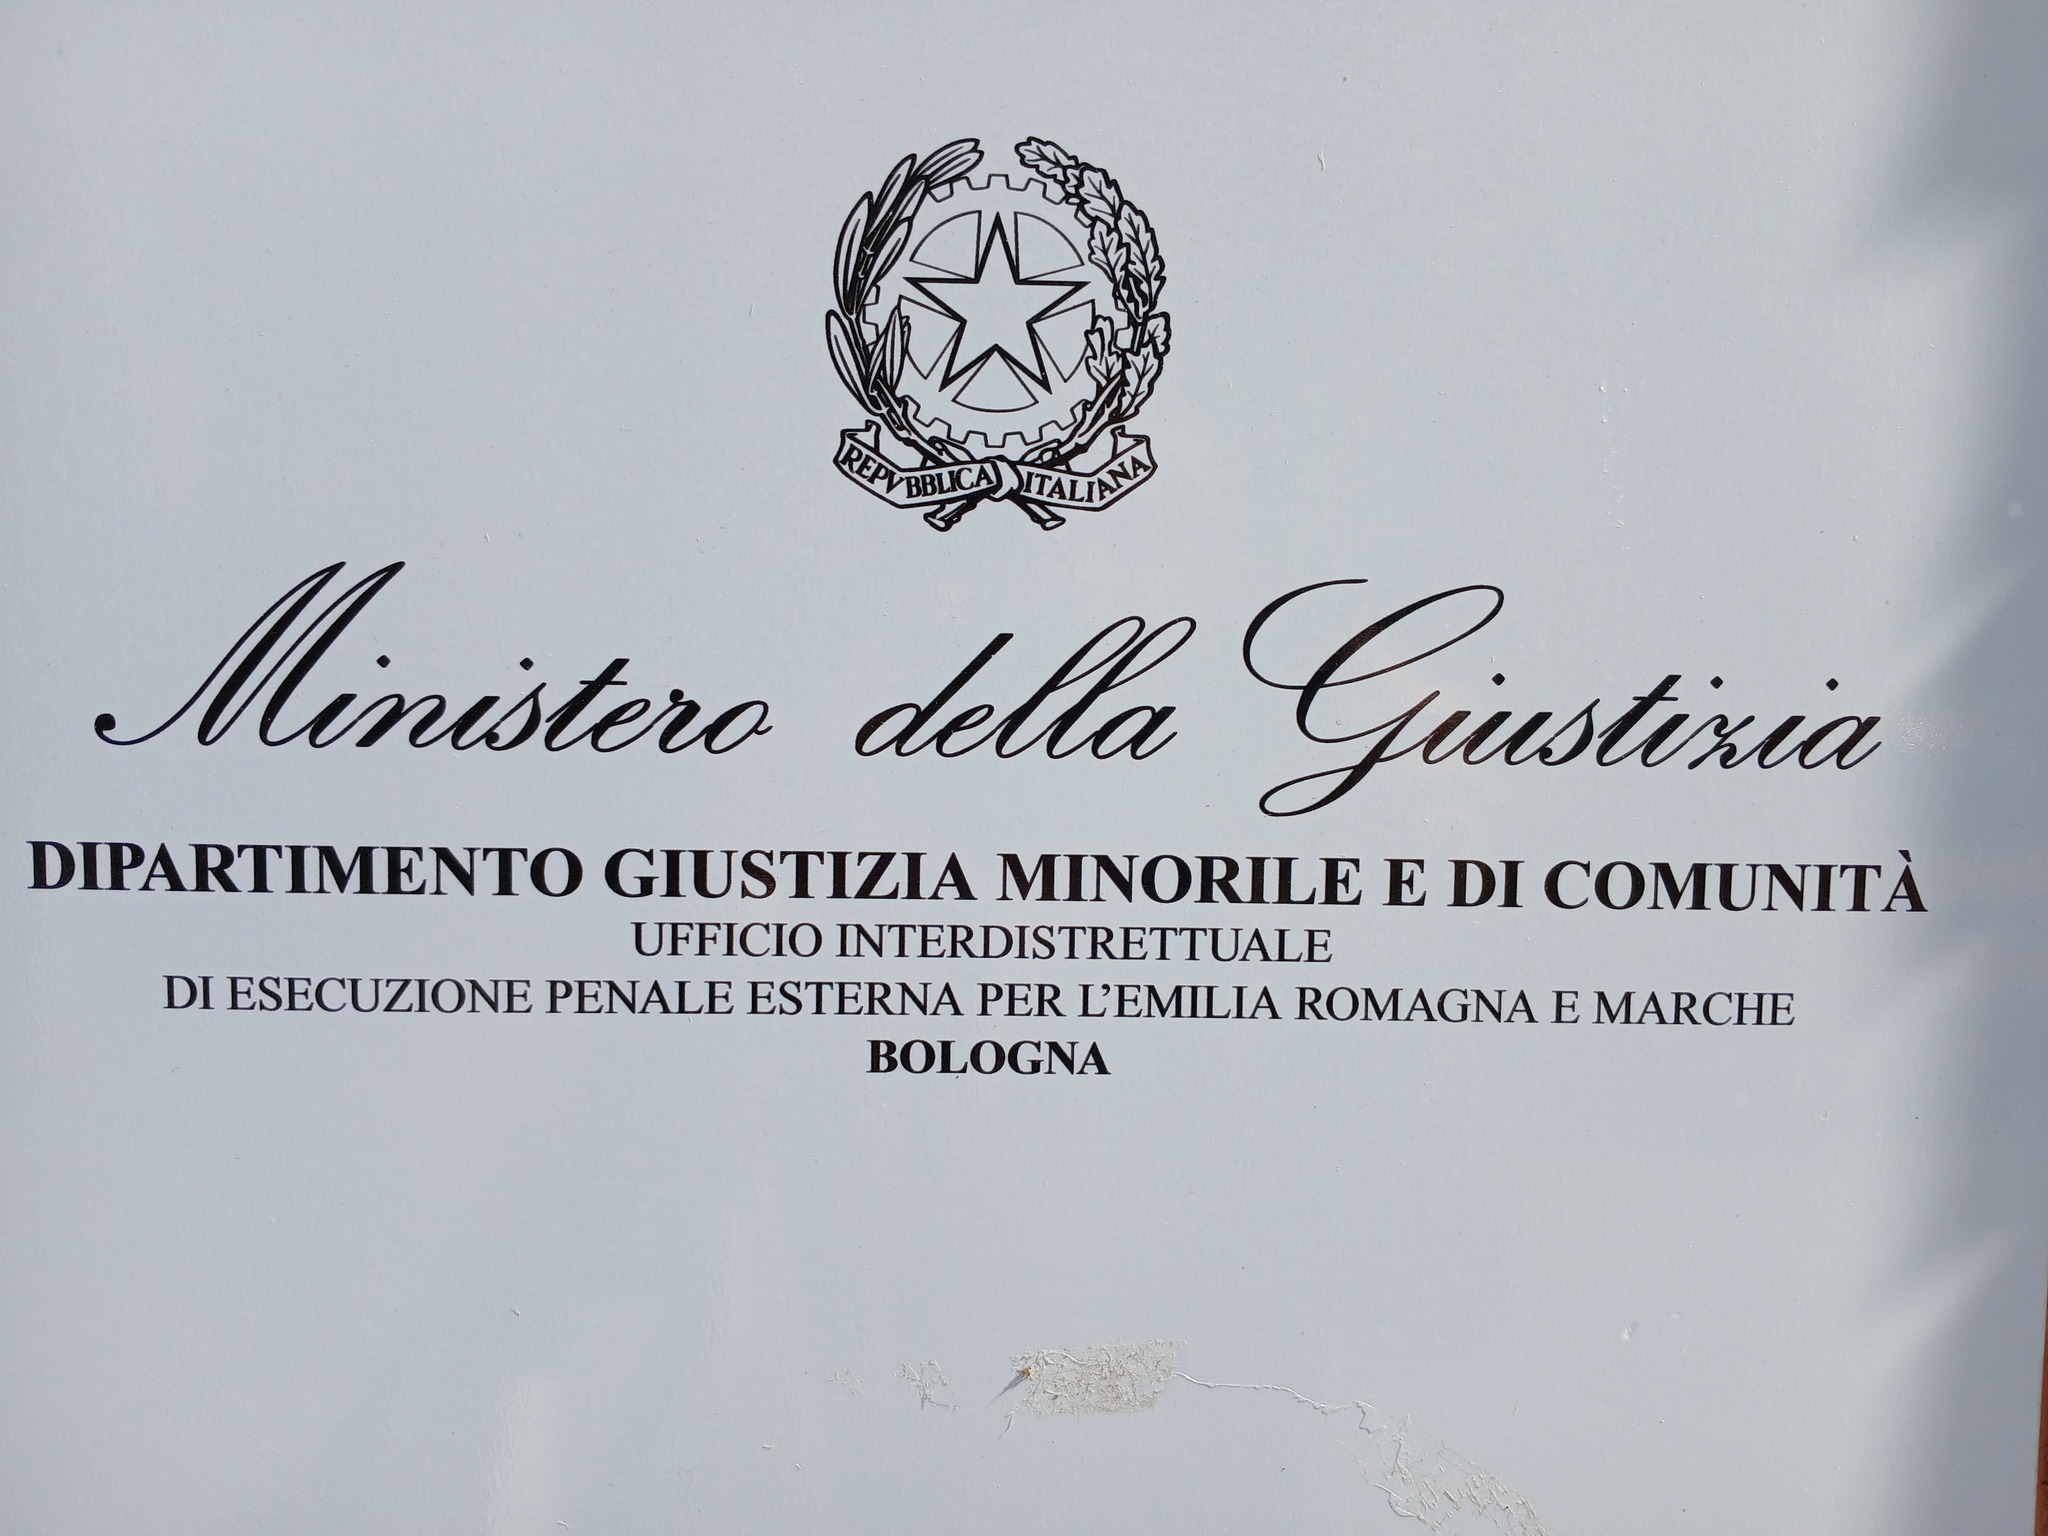 REPVBBLICA ITALIANA
Ministero della Giustizia
DIPARTIMENTO GIUSTIZIA MINORILE E DI COMUNITÀ
UFFICIO INTERDISTRETTUALE
DI ESECUZIONE PENALE ESTERNA PER L'EMILIA ROMAGNA E MARCHE
BOLOGNA